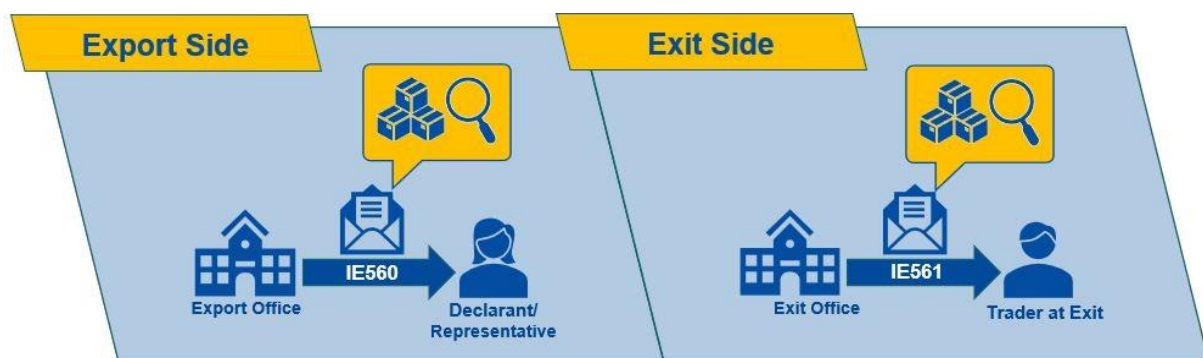 Export Side
Exit Side
IE560
Export Office
Declarant/
Representative
IE561
Exit Office
Trader at Exit